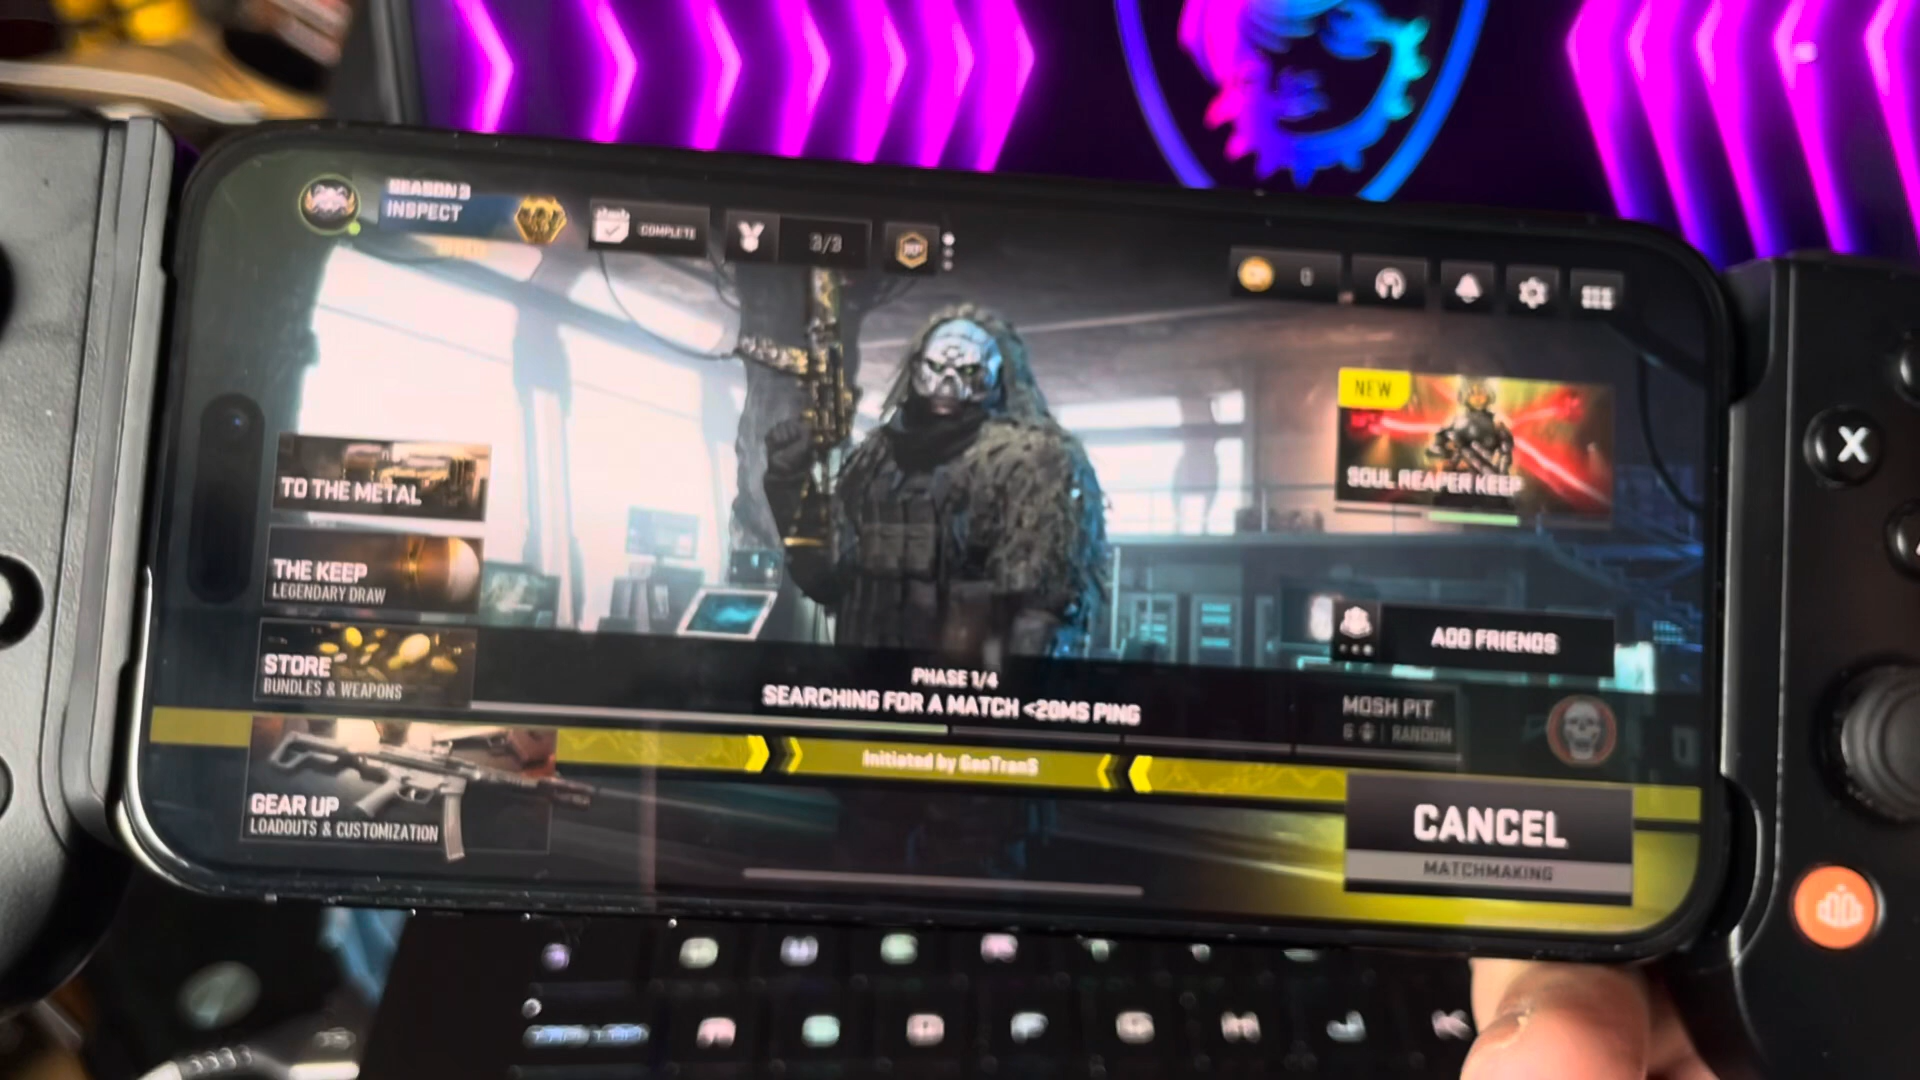 SEASON 3
INSPECT
COMPLETE
3/3
0
TO THE METAL
THE KEEP
LEGENDARY DRAW
STORE
BUNDLES & WEAPONS
GEAR UP
LOADOUTS & CUSTOMIZATION
NEW
SOUL REAPER KEEP
ADD FRIENDS
PHASE 1/4
SEARCHING FOR A MATCH <20MS PING
MOSH PIT
6 | RANDOM
Initiated by
CANCEL
MATCHMAKING
X